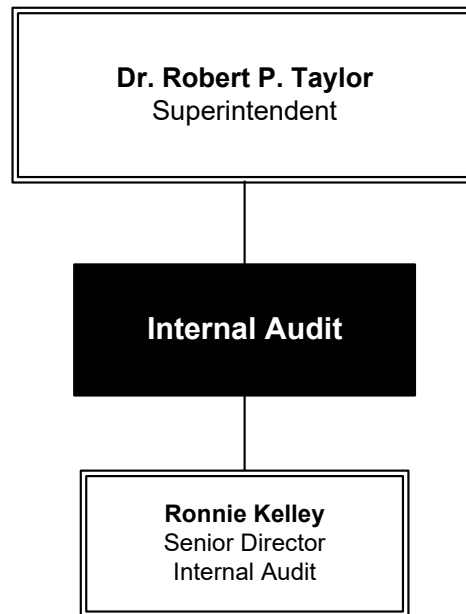 Dr. Robert P. Taylor
Superintendent
Internal Audit
Ronnie Kelley
Senior Director
Internal Audit